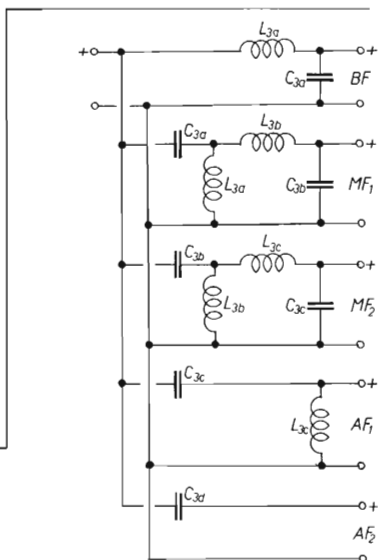 L3a
+ +
C3a BF
C3a L3b
+
L3a C3b MF1
C3b L3c
+
L3b C3c MF2
C3c
+
L3c AF1
C3d
+
AF2